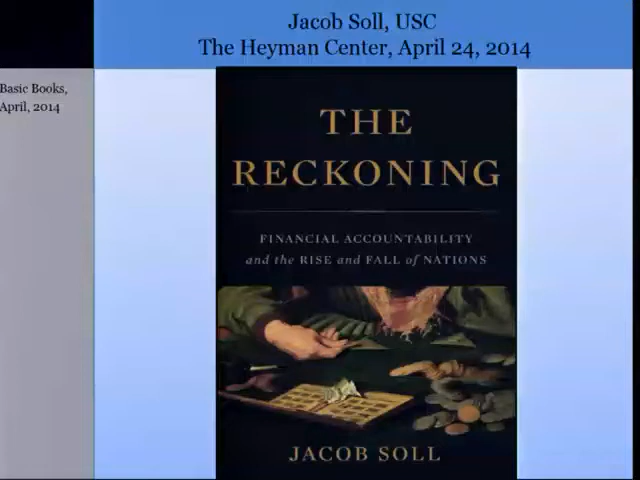 Jacob Soll, USC
The Heyman Center, April 24, 2014
Basic Books,
April, 2014
THE
RECKONING
FINANCIAL ACCOUNTABILITY
and the RISE and FALL of NATIONS
JACOB SOLL